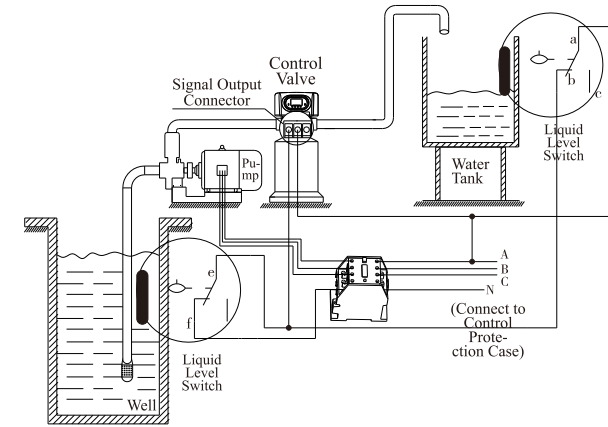 Control
Valve
Signal Output
Connector
a
b
c
Liquid
Level
Switch
Pu-
mp
Water
Tank
e
f
A
B
C
N
(Connect to
Control
Prote-
ction Case)
Liquid
Level
Switch
Well